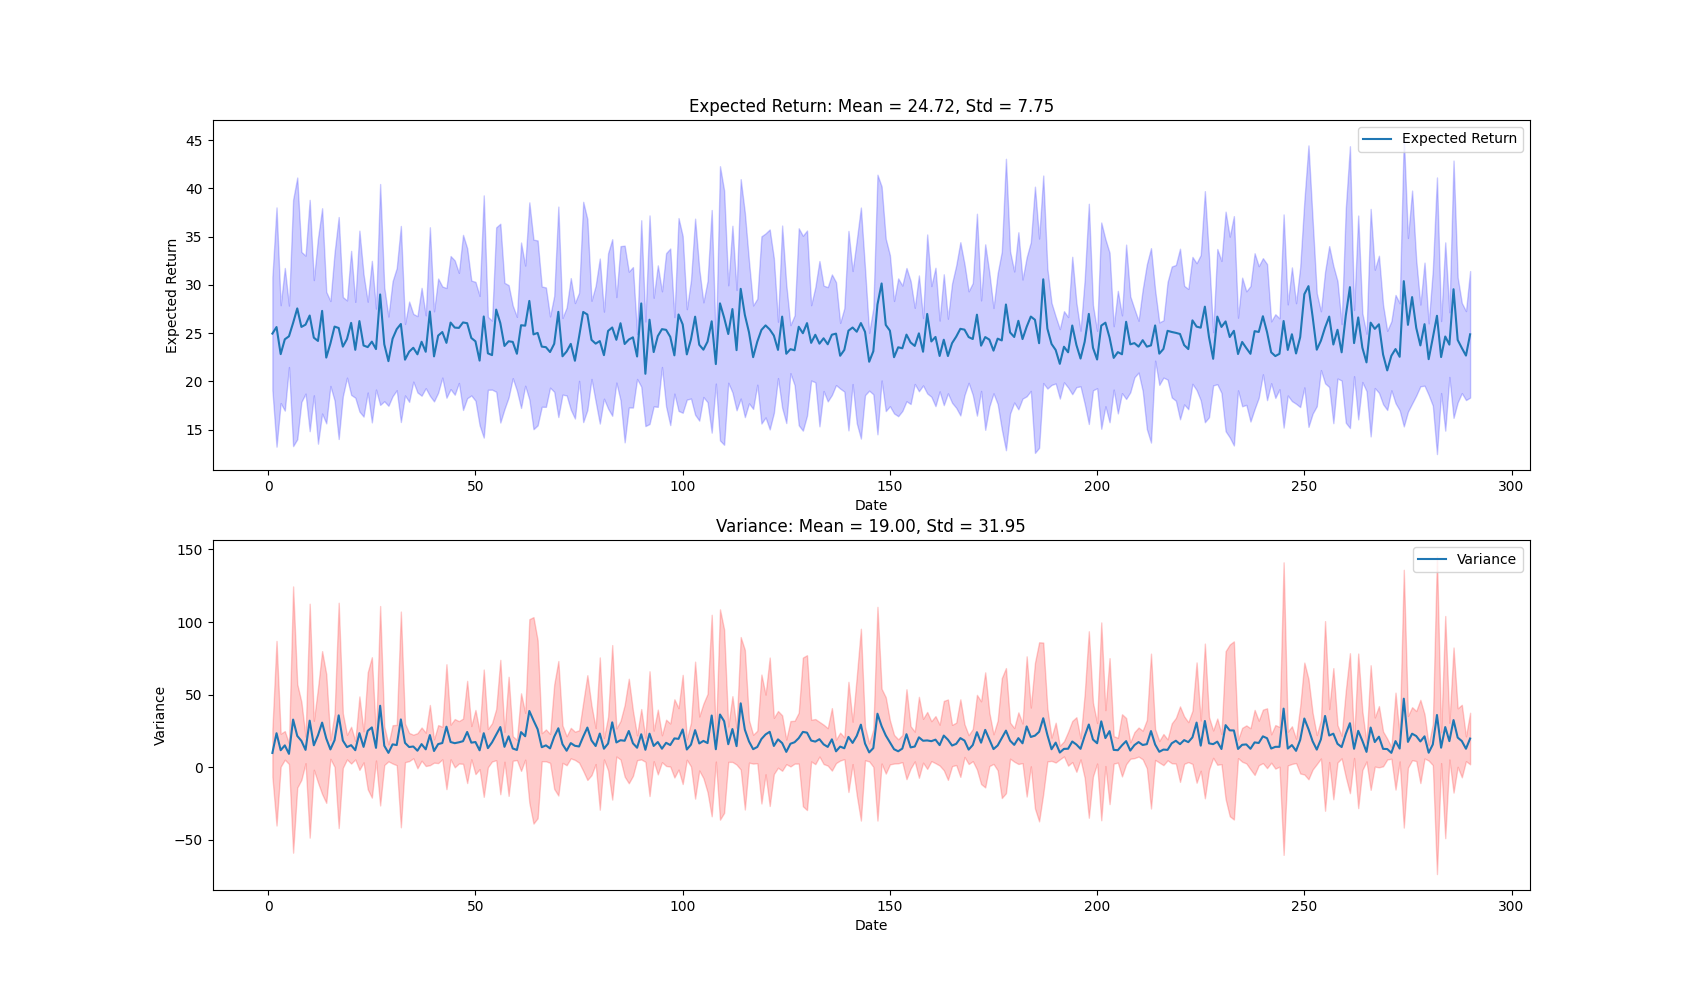 Expected Return: Mean = 24.72, Std = 7.75
Expected Return
45
40
35
30
25
20
15
Expected Return
0 50 100 150 200 250 300
Date
Variance: Mean = 19.00, Std = 31.95
Variance
150
100
50
0
−50
Variance
0 50 100 150 200 250 300
Date